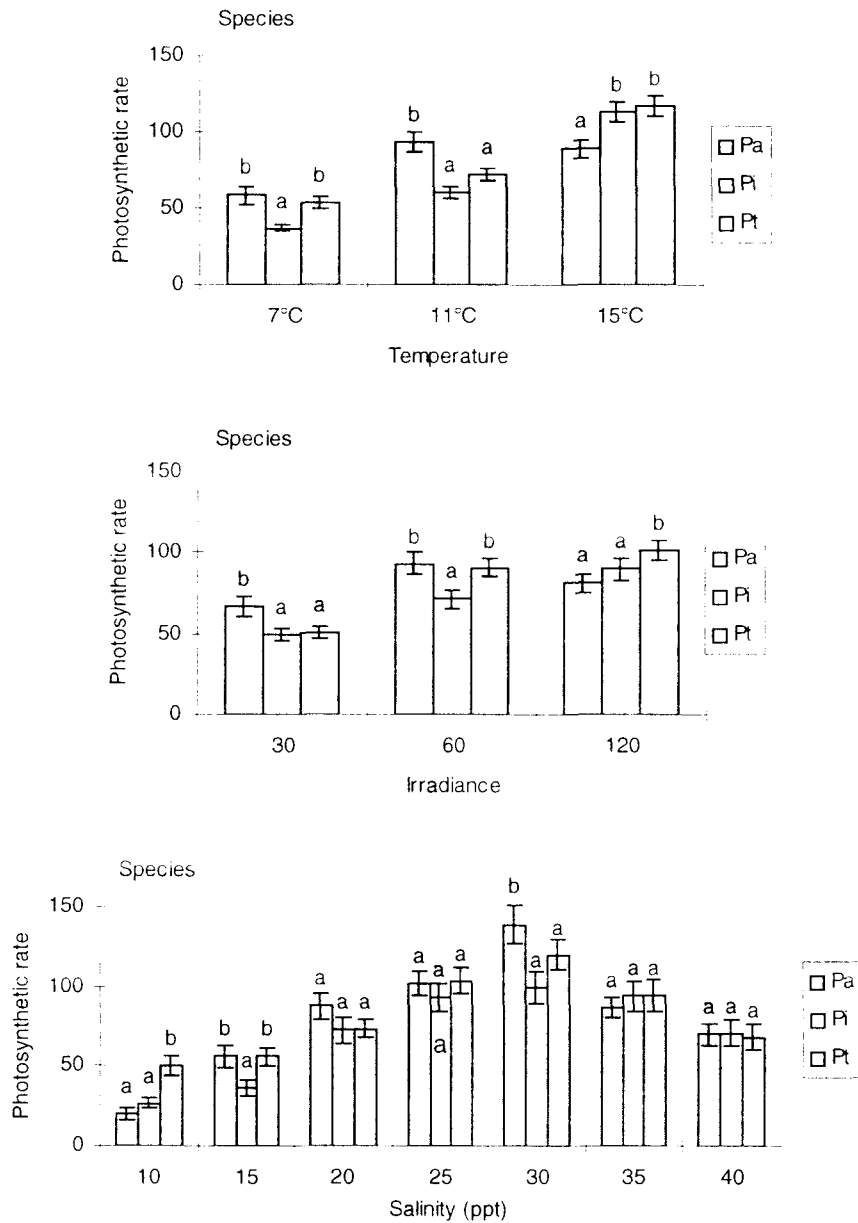 Species
150
100
50
0
Photosynthetic rate
b a b
b a a
a b b
7°C 11°C 15°C
Temperature
Pa
Pi
Pt
Species
150
100
50
0
Photosynthetic rate
b a a
b a b
a a b
30 60 120
Irradiance
Pa
Pi
Pt
Species
150
100
50
0
Photosynthetic rate
a a b
b a b
a a a
a a a
a
b a a
a a a
a a a
10 15 20 25 30 35 40
Salinity (ppt)
Pa
Pi
Pt